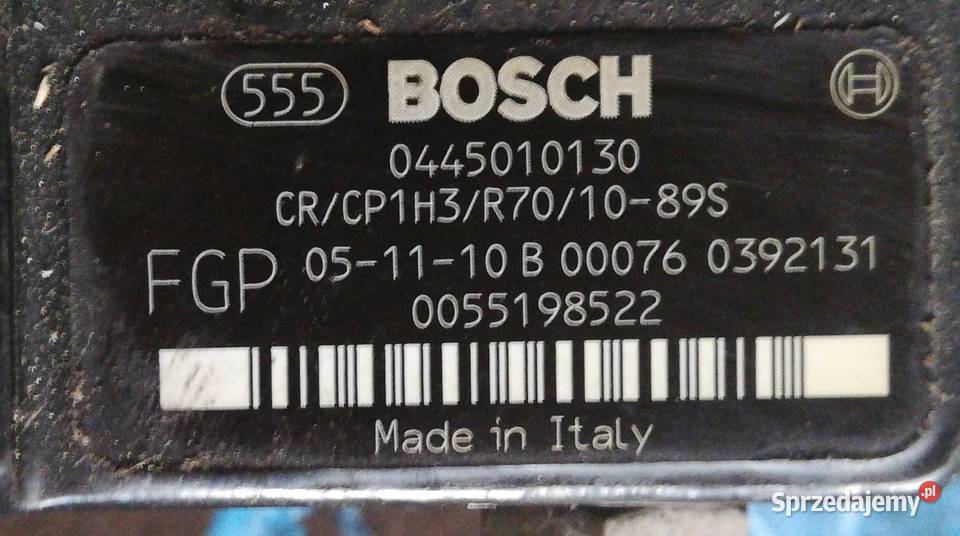 555 BOSCH
0445010130
CR/CP1H3/R70/10-89S
FGP 05-11-10 B 00076 0392131
0055198522
Made in Italy
Sprzedajemy.pl